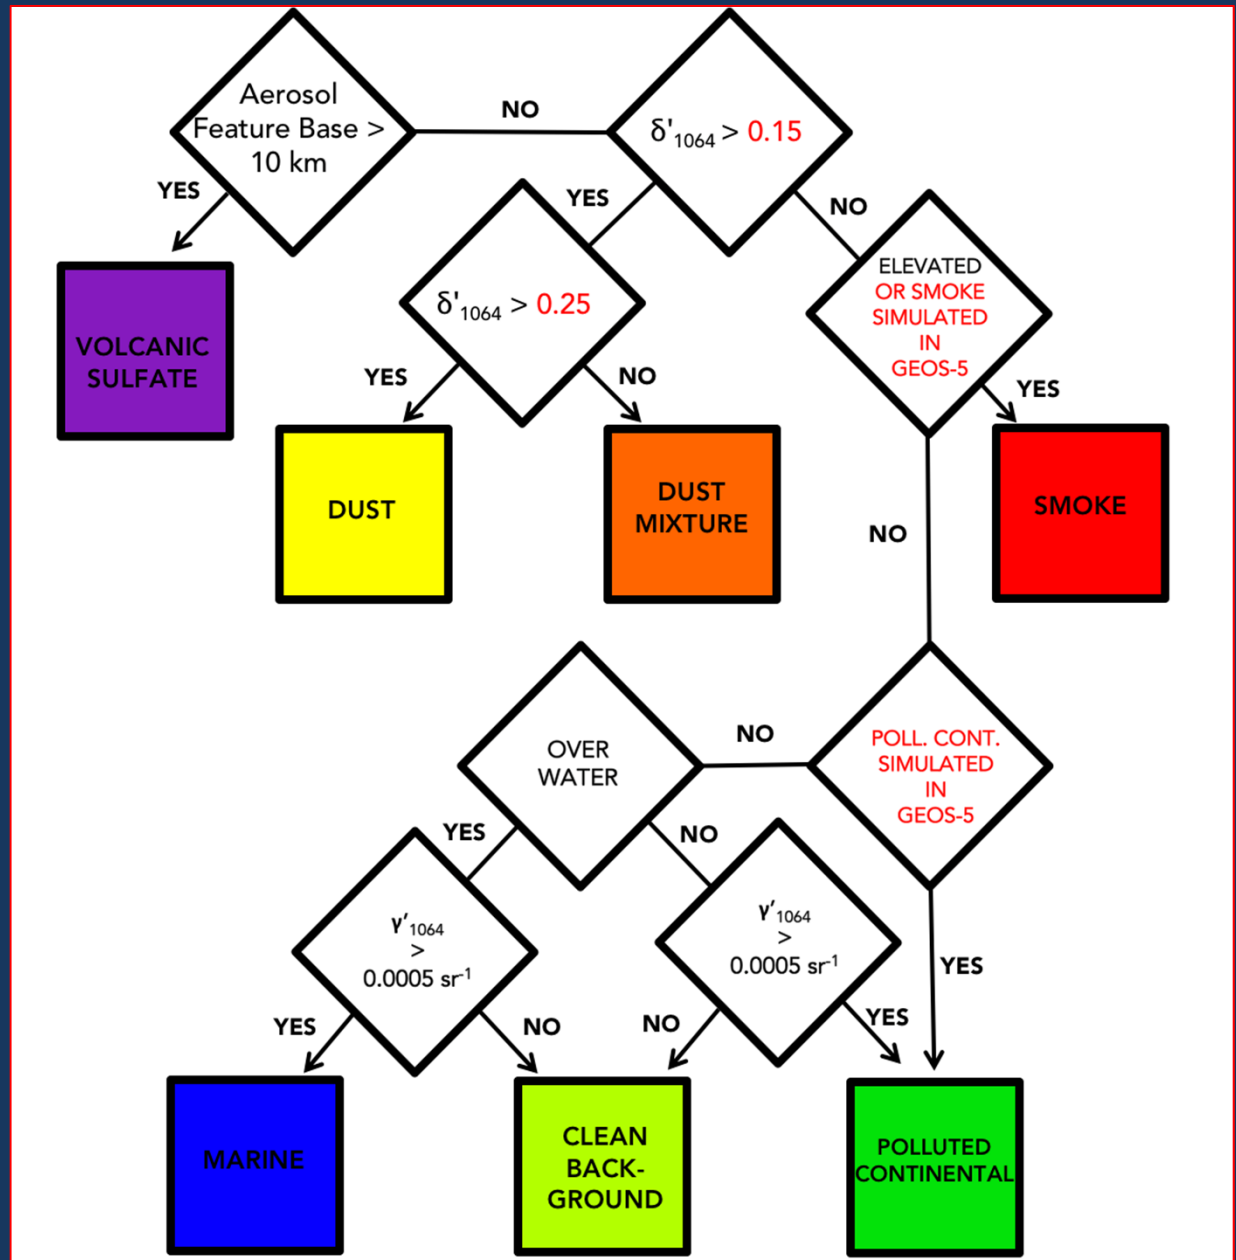 Aerosol
Feature Base >
10 km
NO
δ'1064 > 0.15
YES
YES
NO
δ'1064 > 0.25
ELEVATED
OR SMOKE
SIMULATED
IN
GEOS-5
VOLCANIC
SULFATE
YES
NO
YES
DUST
DUST
MIXTURE
SMOKE
NO
OVER
WATER
NO
POLL. CONT.
SIMULATED
IN
GEOS-5
YES
NO
γ'1064
>
0.0005 sr-1
γ'1064
>
0.0005 sr-1
YES
YES
NO
NO
YES
MARINE
CLEAN
BACK-
GROUND
POLLUTED
CONTINENTAL